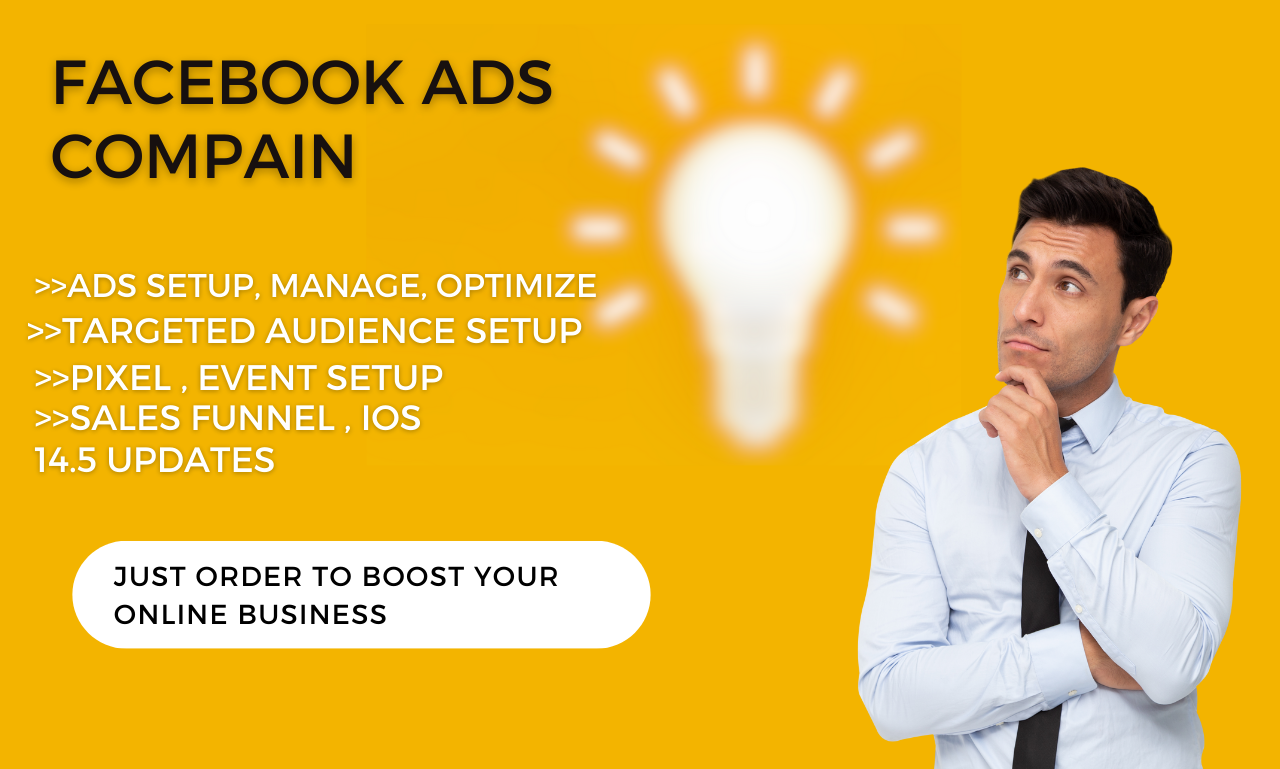 FACEBOOK ADS
COMPAIN
>>ADS SETUP, MANAGE, OPTIMIZE
>>TARGETED AUDIENCE SETUP
>>PIXEL , EVENT SETUP
>>SALES FUNNEL , IOS
14.5 UPDATES
JUST ORDER TO BOOST YOUR
ONLINE BUSINESS